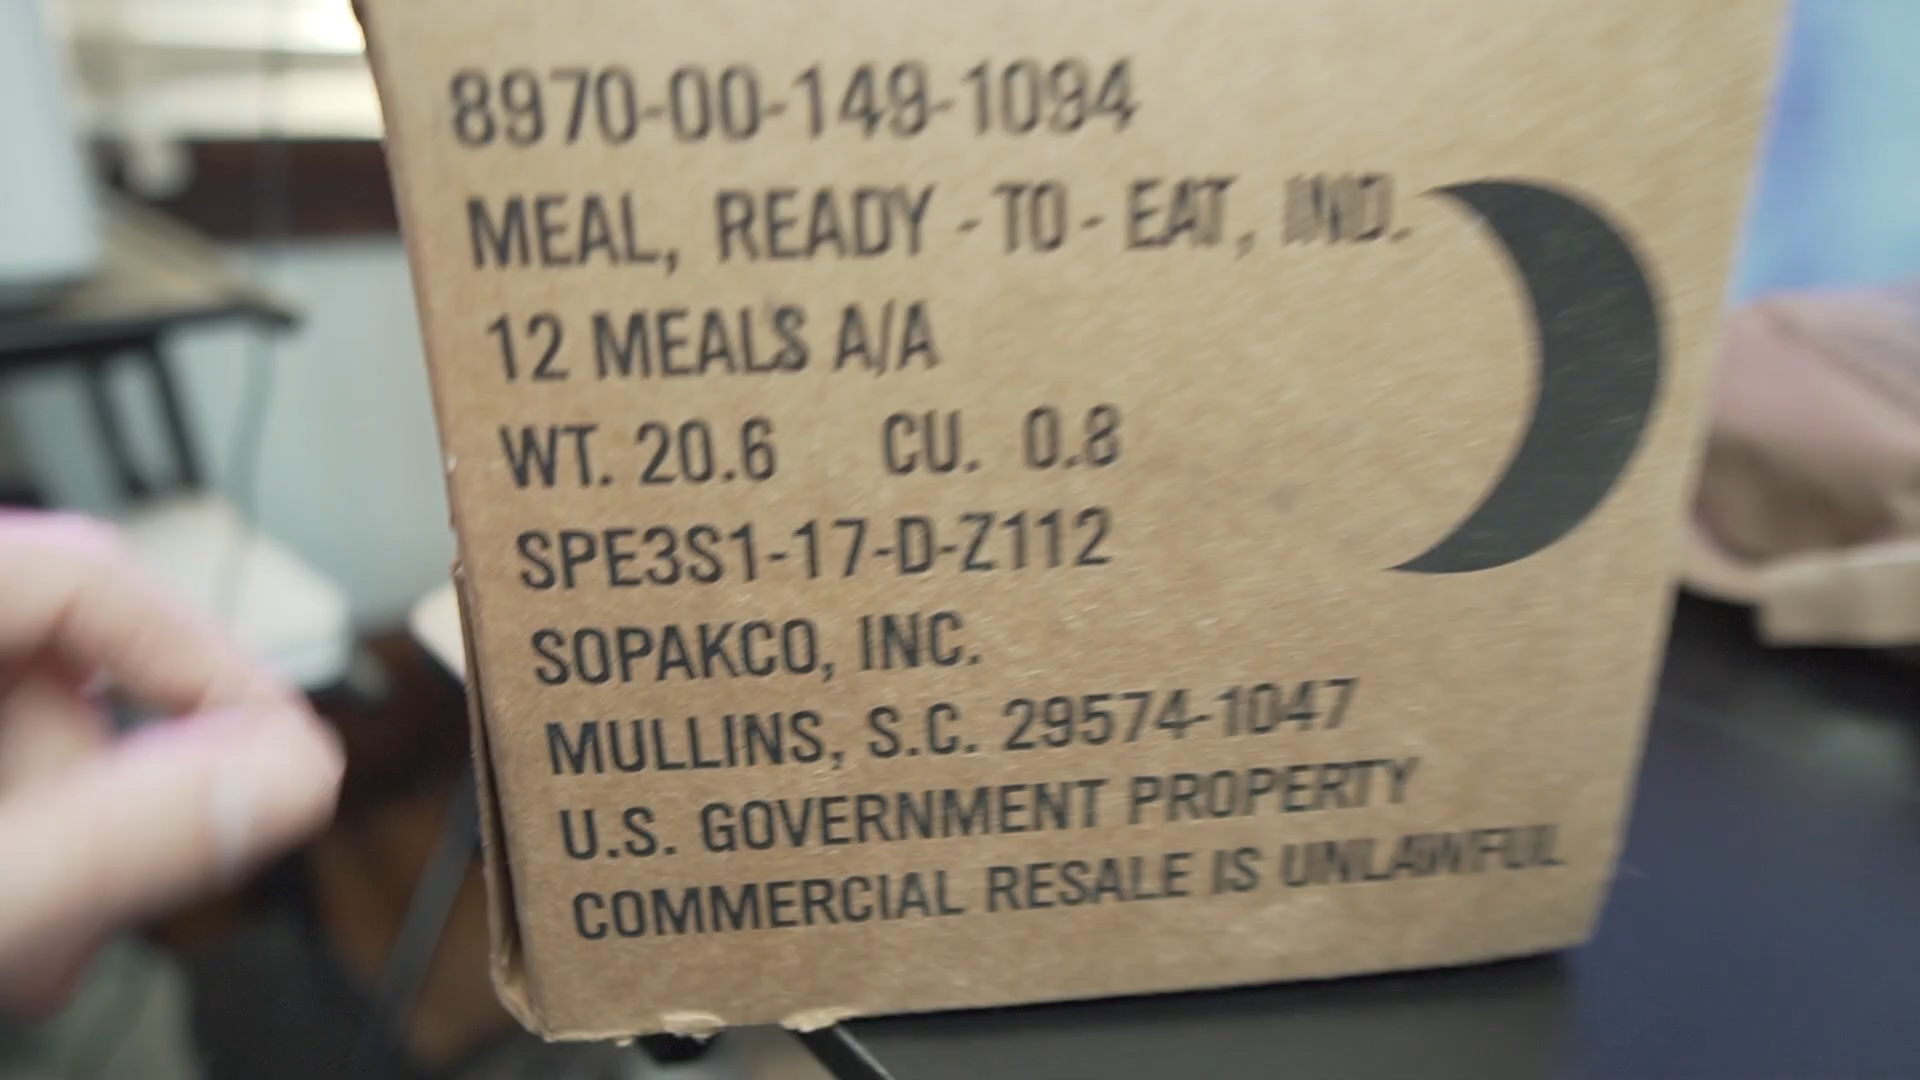 8970-00-149-1094
MEAL, READY - TO - EAT, IND.
12 MEALS A/A
WT. 20.6 CU. 0.8
SPE3S1-17-D-Z112
SOPAKCO, INC.
MULLINS, S.C. 29574-1047
U.S. GOVERNMENT PROPERTY
COMMERCIAL RESALE IS UNLAWFUL